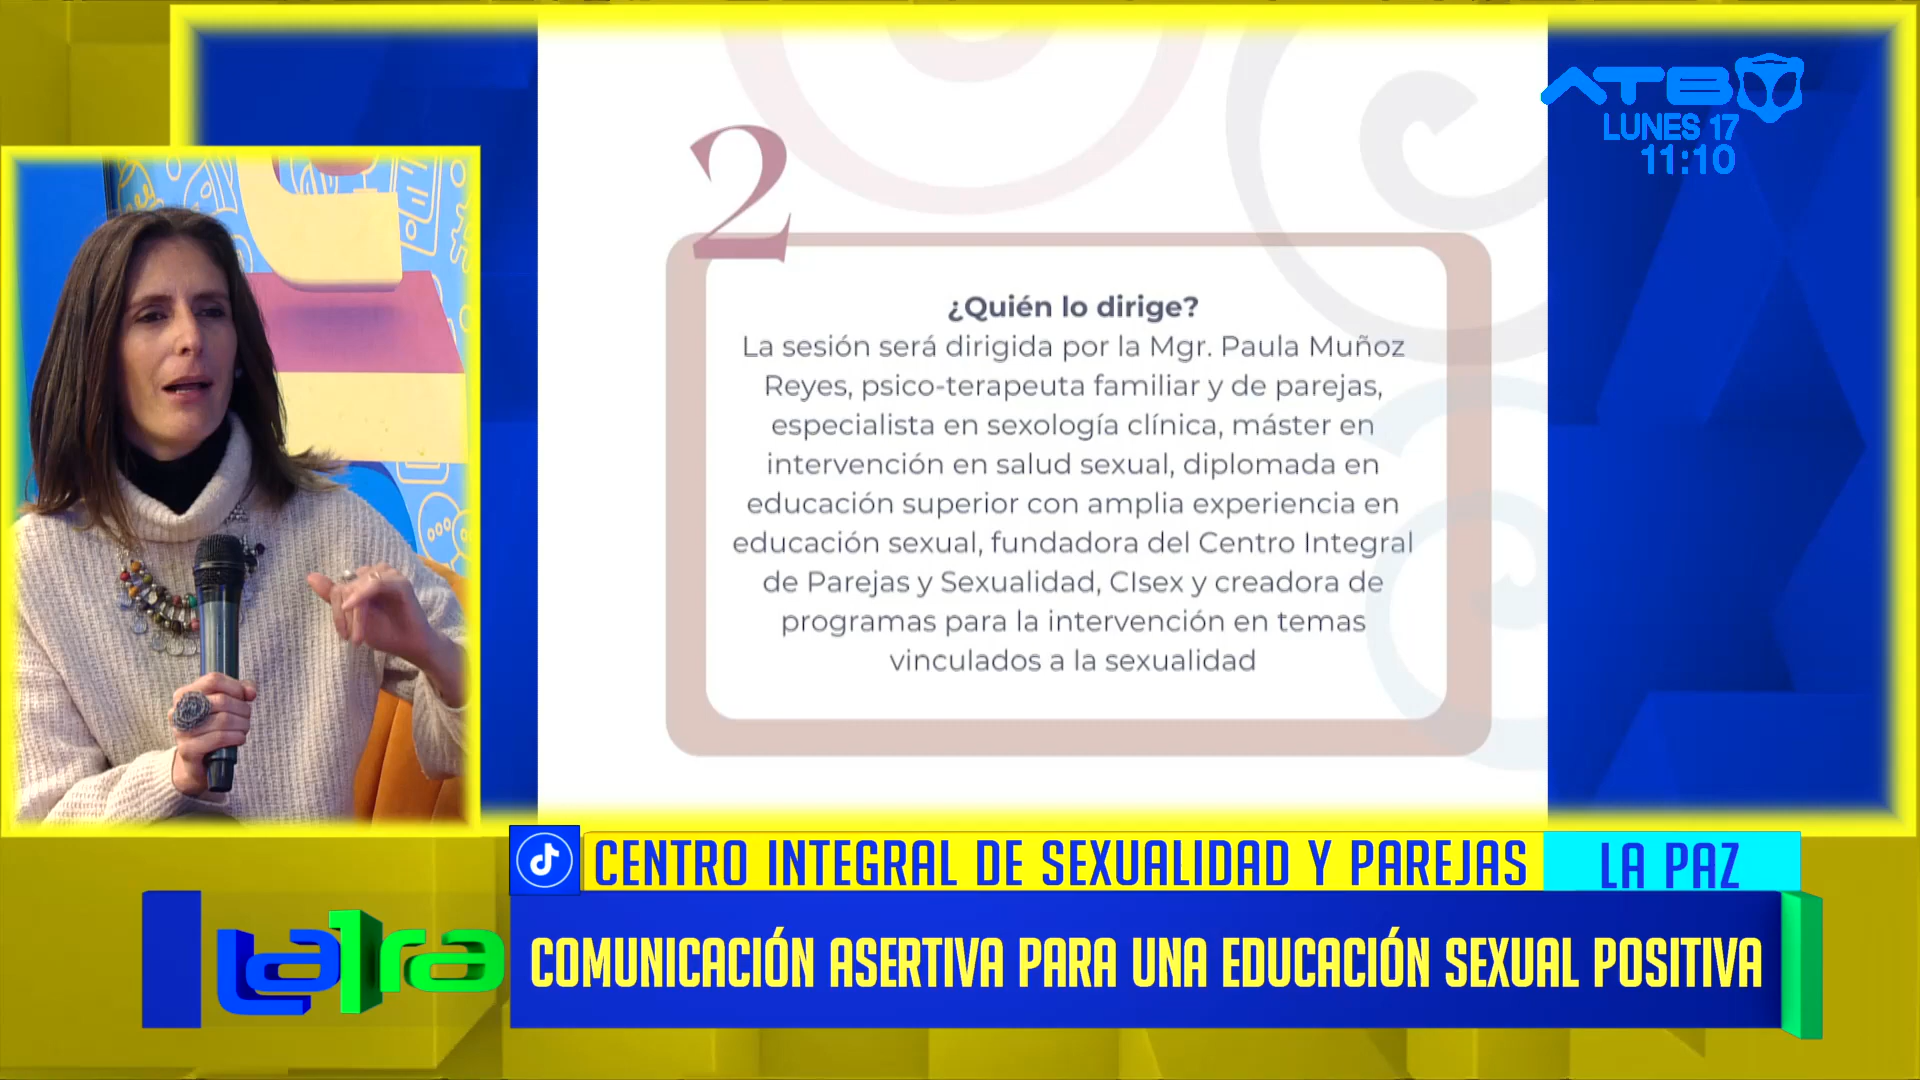 ATB
LUNES 17
11:10
2
¿Quién lo dirige?
La sesión será dirigida por la Mgr. Paula Muñoz
Reyes, psico-terapeuta familiar y de parejas,
especialista en sexología clínica, máster en
intervención en salud sexual, diplomada en
educación superior con amplia experiencia en
educación sexual, fundadora del Centro Integral
de Parejas y Sexualidad, CIsex y creadora de
programas para la intervención en temas
vinculados a la sexualidad
CENTRO INTEGRAL DE SEXUALIDAD Y PAREJAS
LA PAZ
La1ra
COMUNICACIÓN ASERTIVA PARA UNA EDUCACIÓN SEXUAL POSITIVA